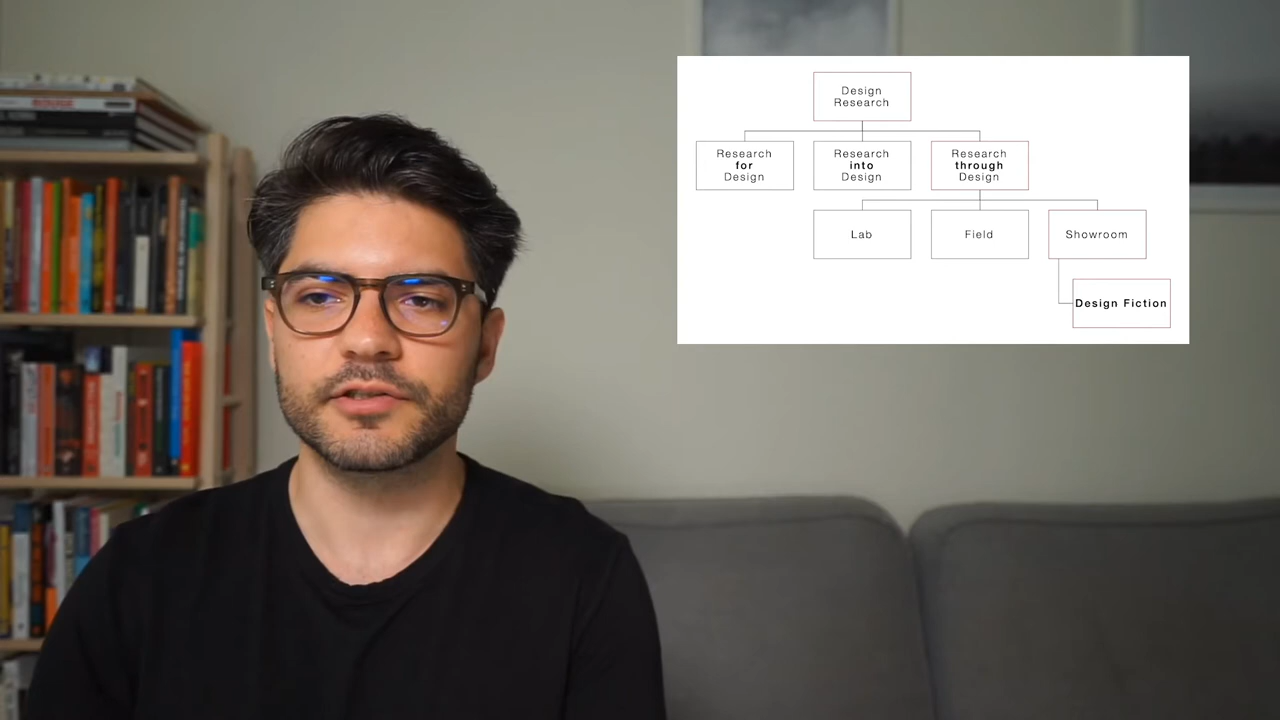 Design
Research
Research
for
Design
Research
into
Design
Research
through
Design
Lab
Field
Showroom
Design Fiction